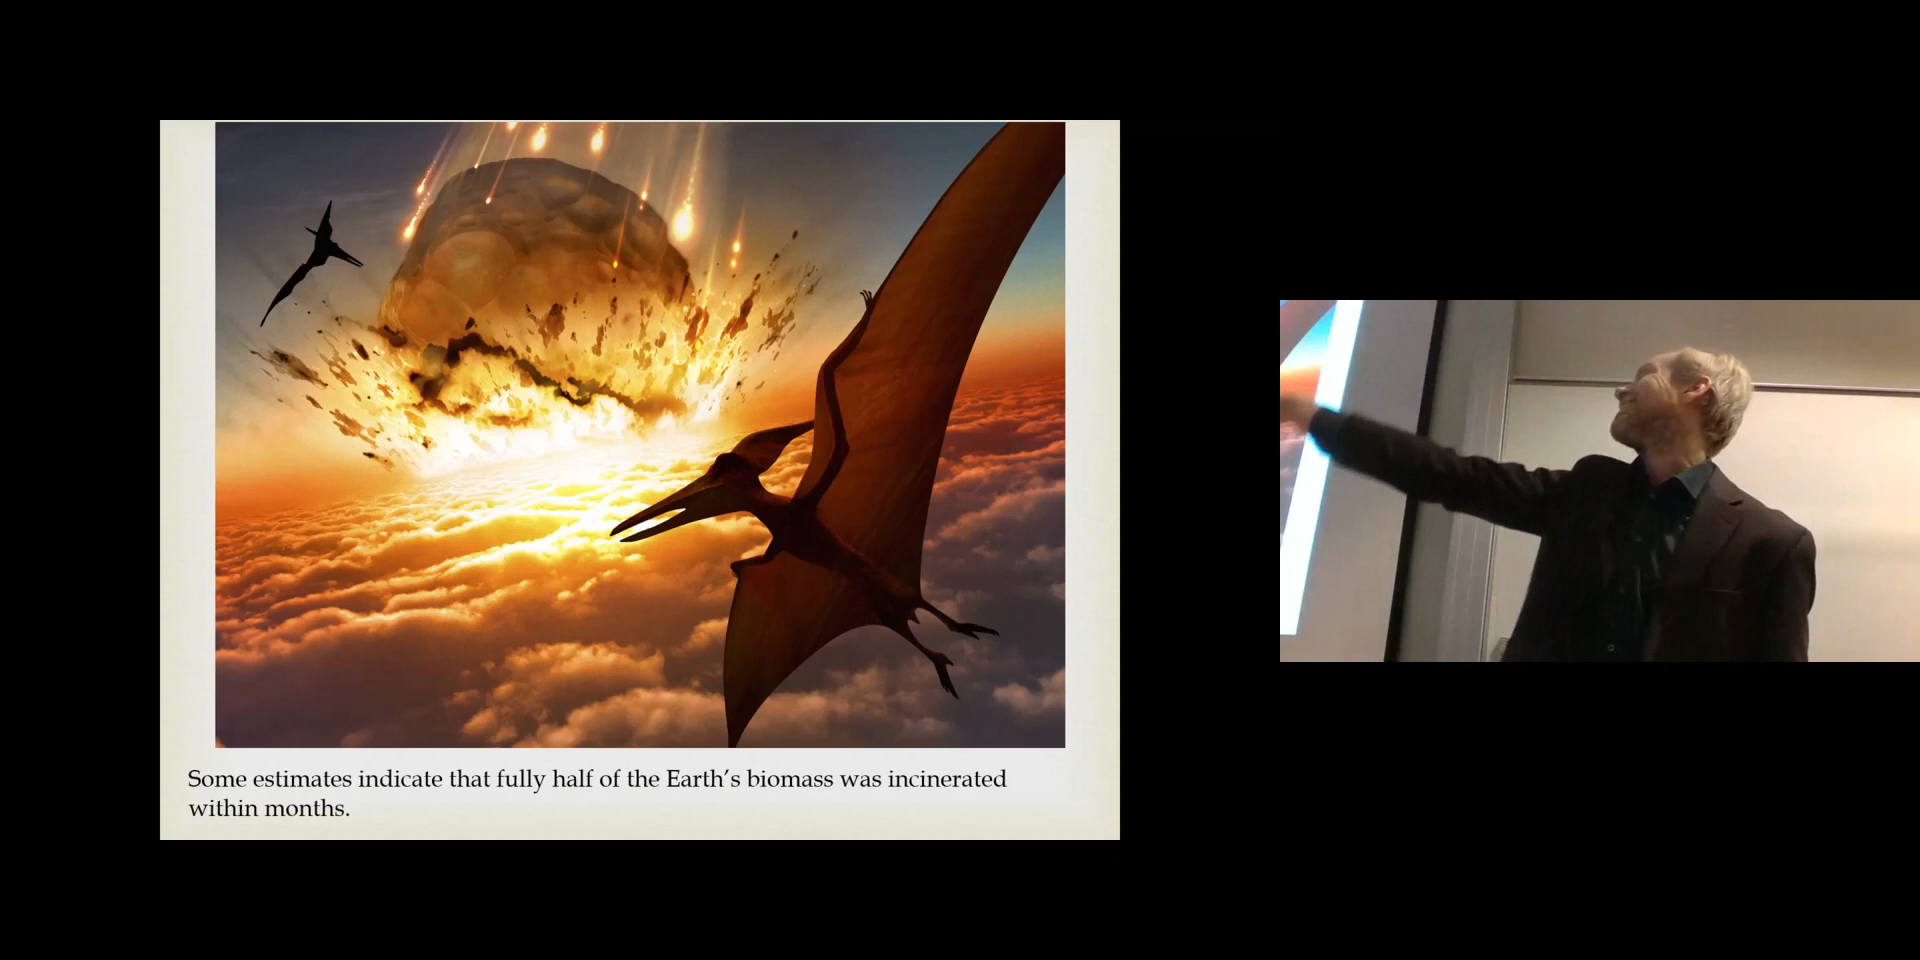 Some estimates indicate that fully half of the Earth’s biomass was incinerated
within months.